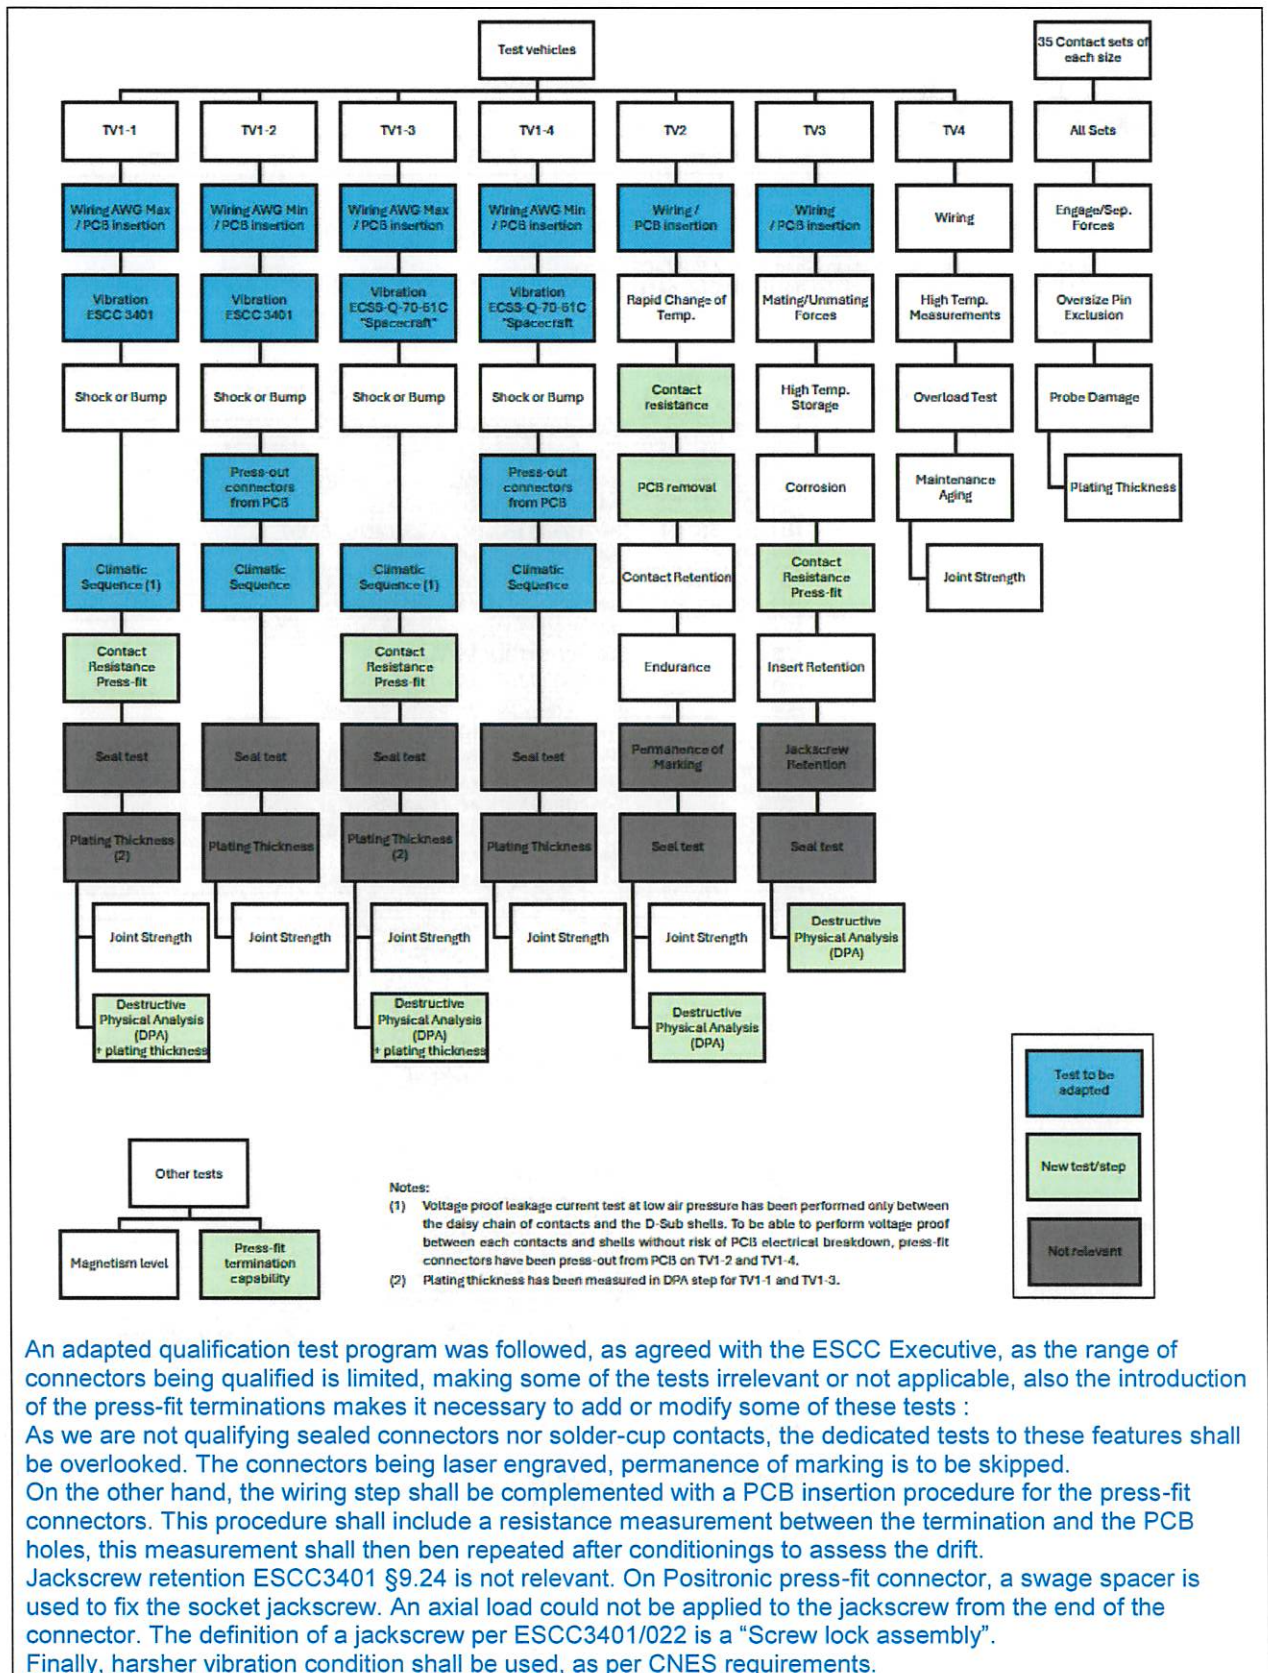 Test vehicles
35 Contact sets of
each size
TV1-1
TV1-2
TV1-3
TV1-4
TV2
TV3
TV4
All Sets
Wiring AWG Max
/ PCB insertion
Wiring AWG Min
/ PCB insertion
Wiring AWG Max
/ PCB insertion
Wiring AWG Min
/ PCB insertion
Wiring /
PCB insertion
Wiring
/ PCB insertion
Wiring
Engage/Sep.
Forces
Vibration
ESCC 3401
Vibration
ESCC 3401
Vibration
ECSS-Q-70-61C
"Spacecraft"
Vibration
ECSS-Q-70-61C
"Spacecraft
Rapid Change of
Temp.
Mating/Unmating
Forces
High Temp.
Measurements
Oversize Pin
Exclusion
Shock or Bump
Shock or Bump
Shock or Bump
Shock or Bump
Contact
resistance
High Temp.
Storage
Overload Test
Probe Damage
Press-out
connectors
from PCB
Press-out
connectors
from PCB
PCB removal
Corrosion
Maintenance
Aging
Plating Thickness
Climatic
Sequence (1)
Climatic
Sequence
Climatic
Sequence (1)
Climatic
Sequence
Contact Retention
Contact
Resistance
Press-fit
Joint Strength
Contact
Resistance
Press-fit
Contact
Resistance
Press-fit
Endurance
Insert Retention
Seal test
Seal test
Seal test
Seal test
Permanence of
Marking
Jackscrew
Retention
Plating Thickness
(2)
Plating Thickness
Plating Thickness
(2)
Plating Thickness
Seal test
Seal test
Joint Strength
Joint Strength
Joint Strength
Joint Strength
Joint Strength
Destructive
Physical Analysis
(DPA)
Destructive
Physical Analysis
(DPA)
+ plating thickness
Destructive
Physical Analysis
(DPA)
+ plating thickness
Destructive
Physical Analysis
(DPA)
Test to be
adapted
New test/step
Not relevant
Other tests
Magnetism level
Press-fit
termination
capability
Notes:
(1) Voltage proof leakage current test at low air pressure has been performed only between
the daisy chain of contacts and the D-Sub shells. To be able to perform voltage proof
between each contacts and shells without risk of PCB electrical breakdown, press-fit
connectors have been press-out from PCB on TV1-2 and TV1-4.
(2) Plating thickness has been measured in DPA step for TV1-1 and TV1-3.
An adapted qualification test program was followed, as agreed with the ESCC Executive, as the range of
connectors being qualified is limited, making some of the tests irrelevant or not applicable, also the introduction
of the press-fit terminations makes it necessary to add or modify some of these tests :
As we are not qualifying sealed connectors nor solder-cup contacts, the dedicated tests to these features shall
be overlooked. The connectors being laser engraved, permanence of marking is to be skipped.
On the other hand, the wiring step shall be complemented with a PCB insertion procedure for the press-fit
connectors. This procedure shall include a resistance measurement between the termination and the PCB
holes, this measurement shall then ben repeated after conditionings to assess the drift.
Jackscrew retention ESCC3401 §9.24 is not relevant. On Positronic press-fit connector, a swage spacer is
used to fix the socket jackscrew. An axial load could not be applied to the jackscrew from the end of the
connector. The definition of a jackscrew per ESCC3401/022 is a “Screw lock assembly”.
Finally, harsher vibration condition shall be used, as per CNES requirements.